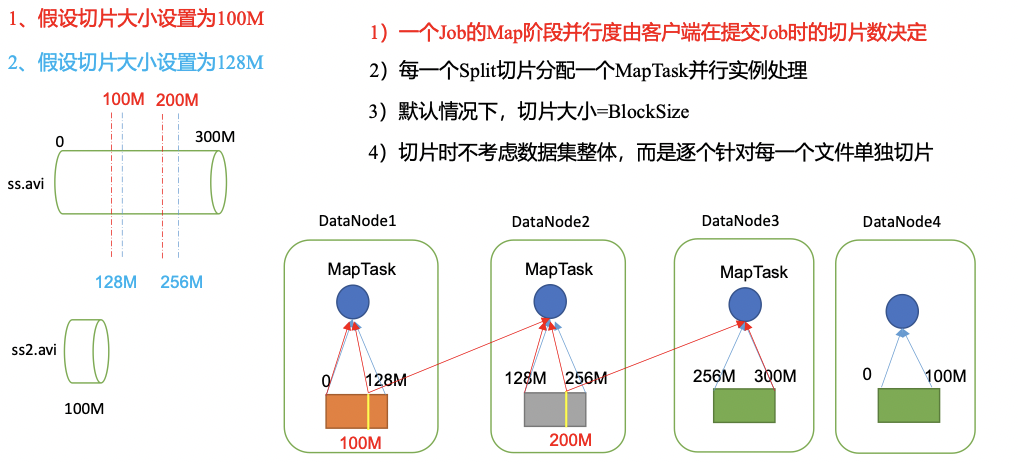 1、假设切片大小设置为100M
2、假设切片大小设置为128M
100M 200M
0 300M
ss.avi
128M 256M
ss2.avi
100M
1）一个Job的Map阶段并行度由客户端在提交Job时的切片数决定
2）每一个Split切片分配一个MapTask并行实例处理
3）默认情况下，切片大小=BlockSize
4）切片时不考虑数据集整体，而是逐个针对每一个文件单独切片
DataNode1 DataNode2 DataNode3 DataNode4
MapTask MapTask MapTask
0 128M 128M 256M 256M 300M 0 100M
100M 200M